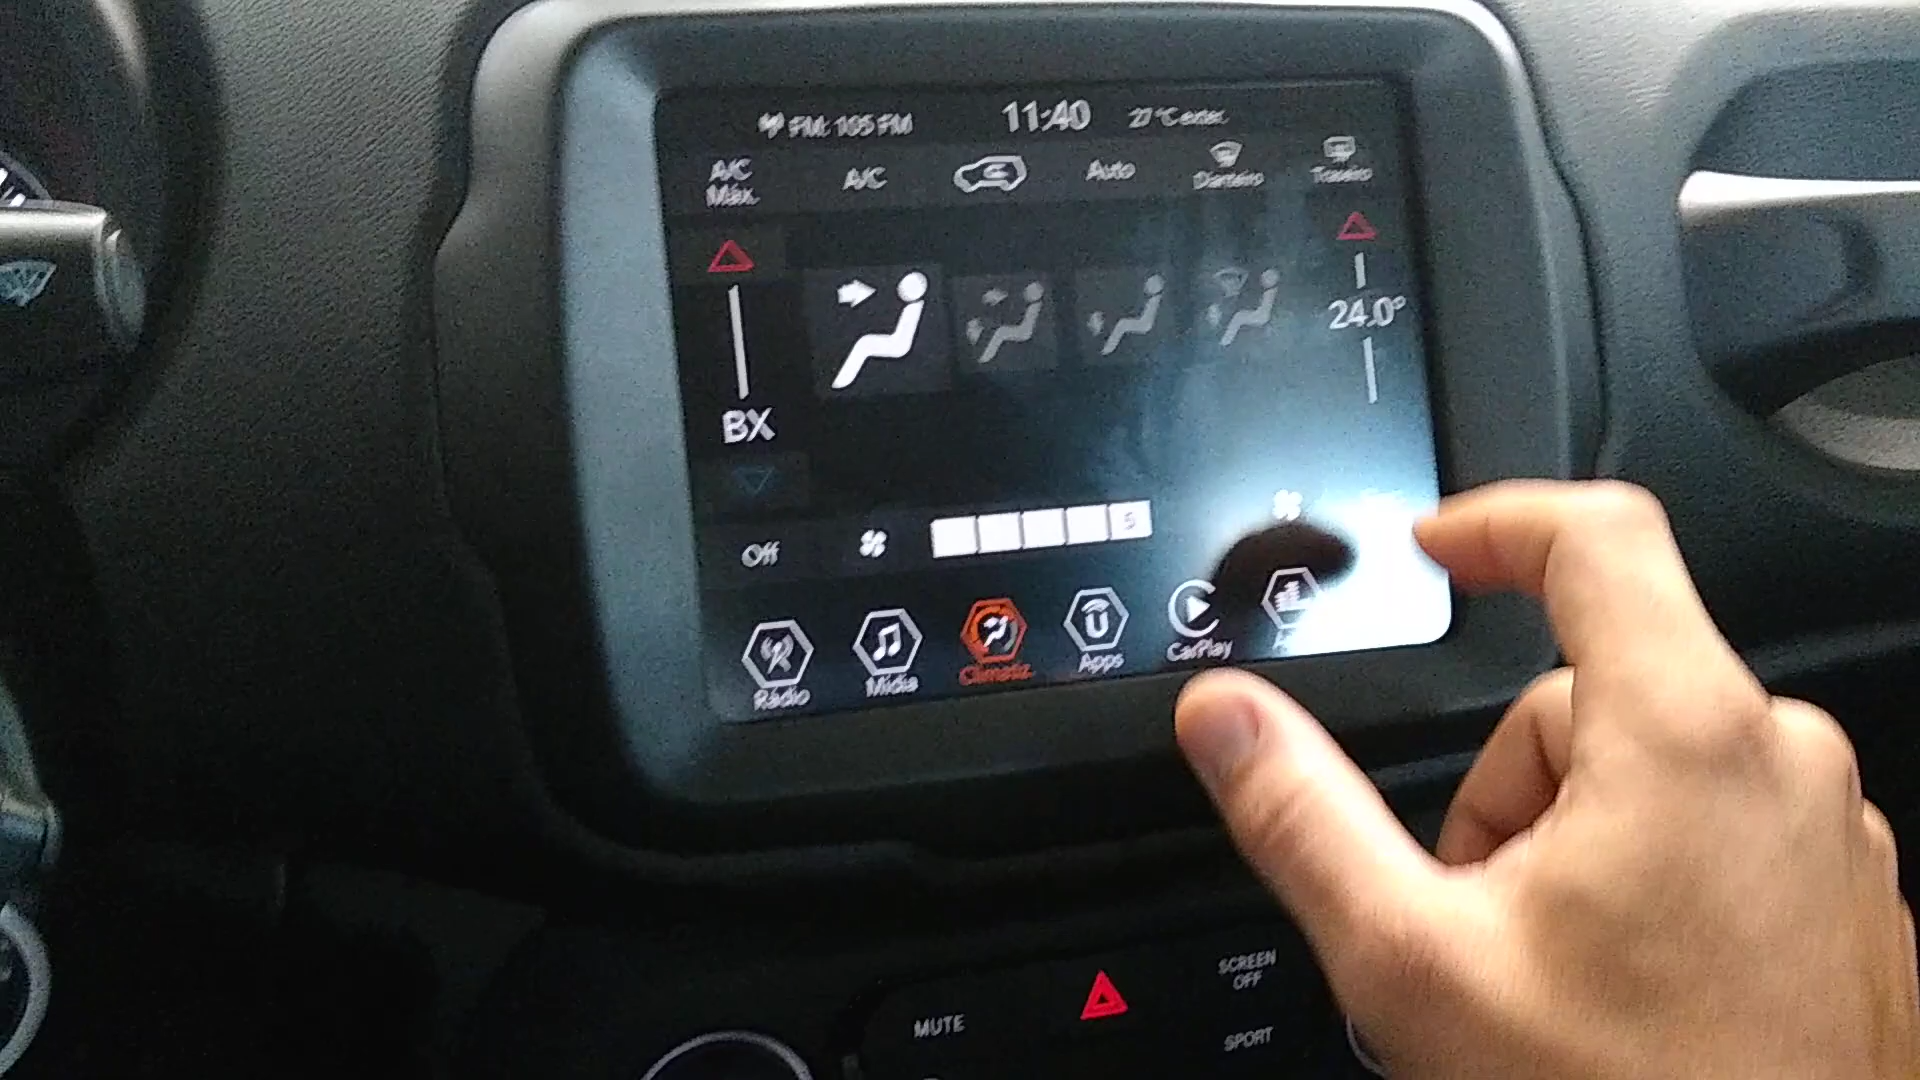 FM: 105 FM 11:40 27°C exter.
A/C Máx. A/C Auto Dianteiro Traseiro
24.0°
BX
Off 5
Rádio Mídia Climatiz. Apps CarPlay
SCREEN OFF
MUTE SPORT